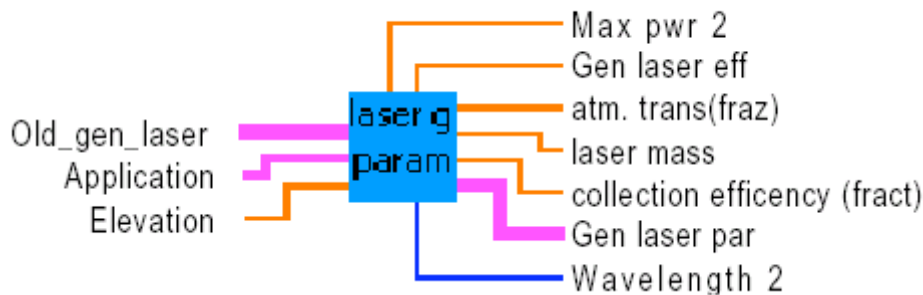 Max pwr 2
Gen laser eff
atm. trans(fraz)
laser mass
collection efficency (fract)
Gen laser par
Wavelength 2
laser g
param
Old_gen_laser
Application
Elevation